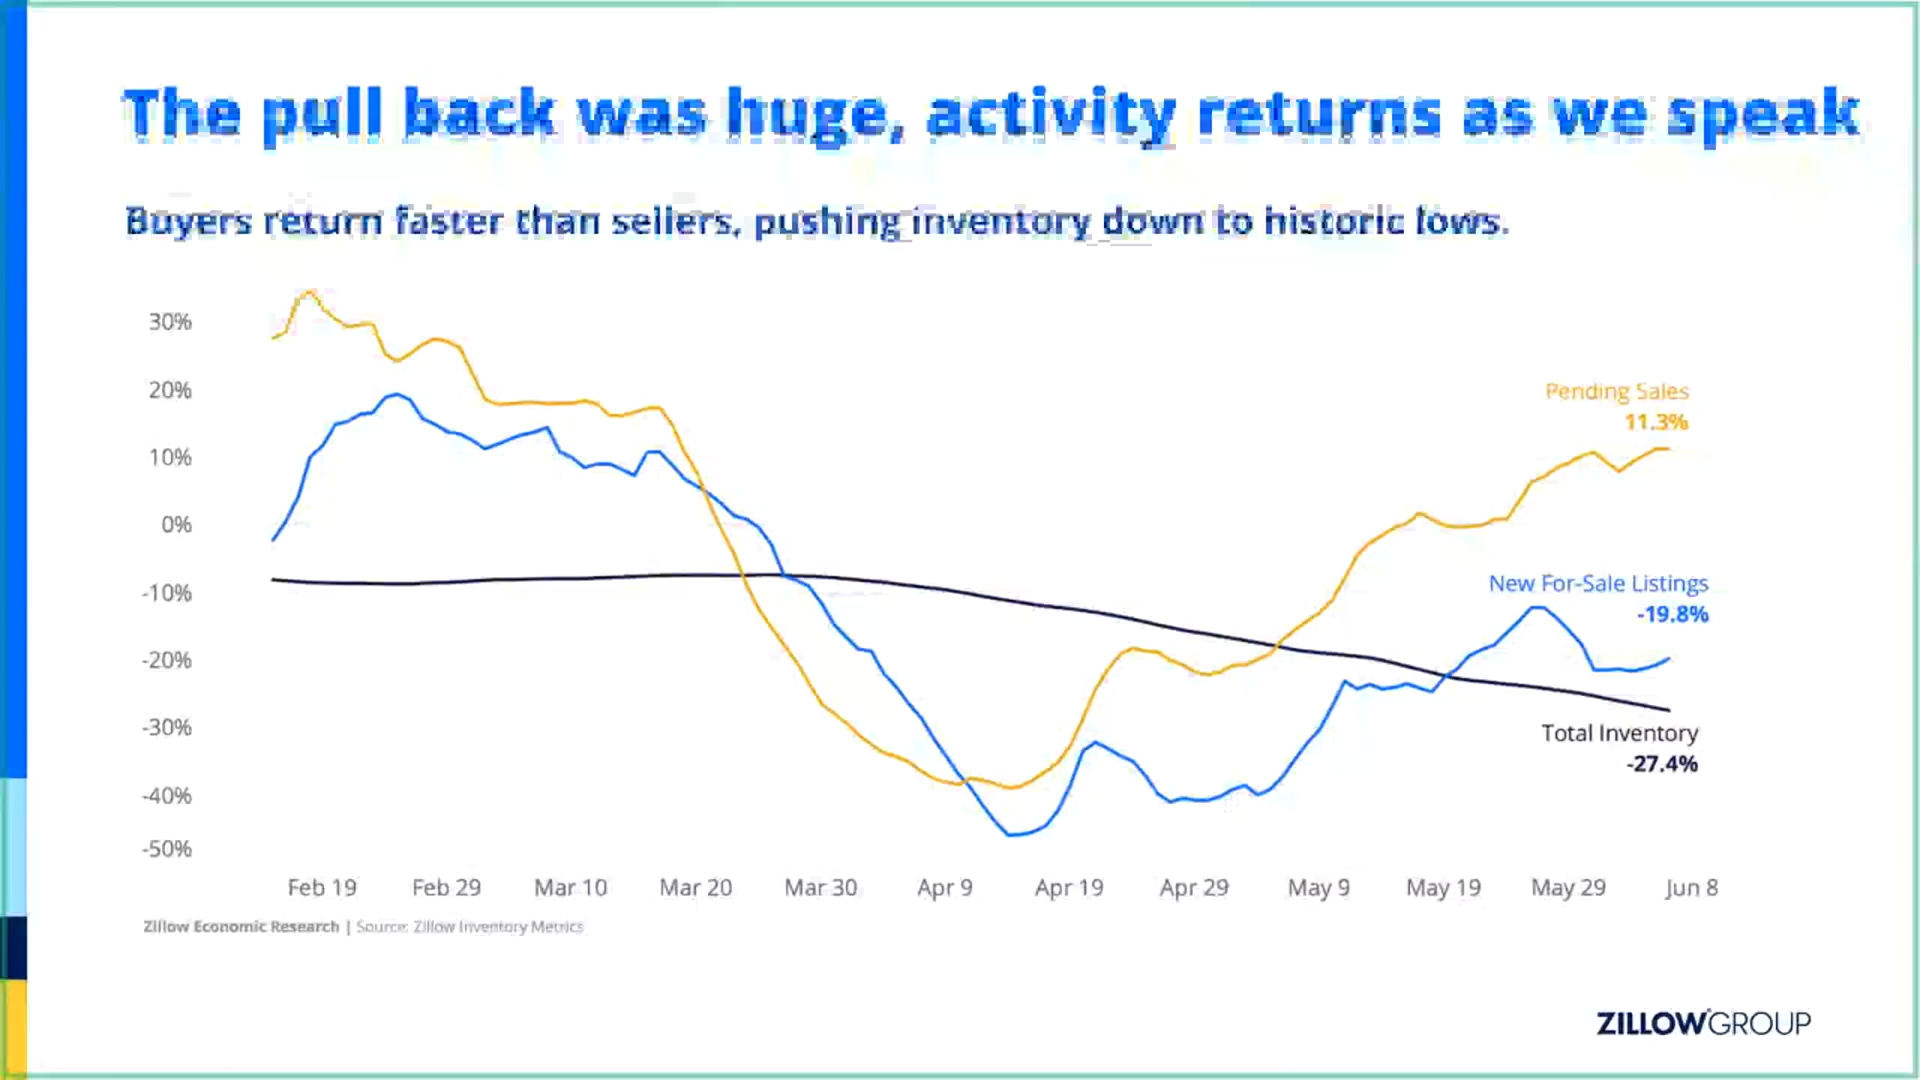 The pull back was huge, activity returns as we speak
Buyers return faster than sellers, pushing inventory down to historic lows.
30%
20%
10%
0%
-10%
-20%
-30%
-40%
-50%
Pending Sales
11.3%
New For-Sale Listings
-19.8%
Total Inventory
-27.4%
Feb 19 Feb 29 Mar 10 Mar 20 Mar 30 Apr 9 Apr 19 Apr 29 May 9 May 19 May 29 Jun 8
Zillow Economic Research | Source: Zillow Inventory Metrics
ZILLOW GROUP